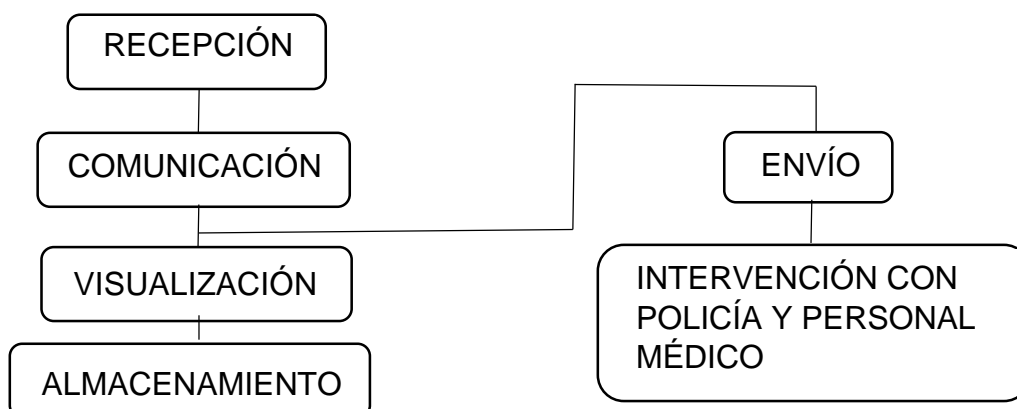 RECEPCIÓN
COMUNICACIÓN
VISUALIZACIÓN
ALMACENAMIENTO
ENVÍO
INTERVENCIÓN CON
POLICÍA Y PERSONAL
MÉDICO